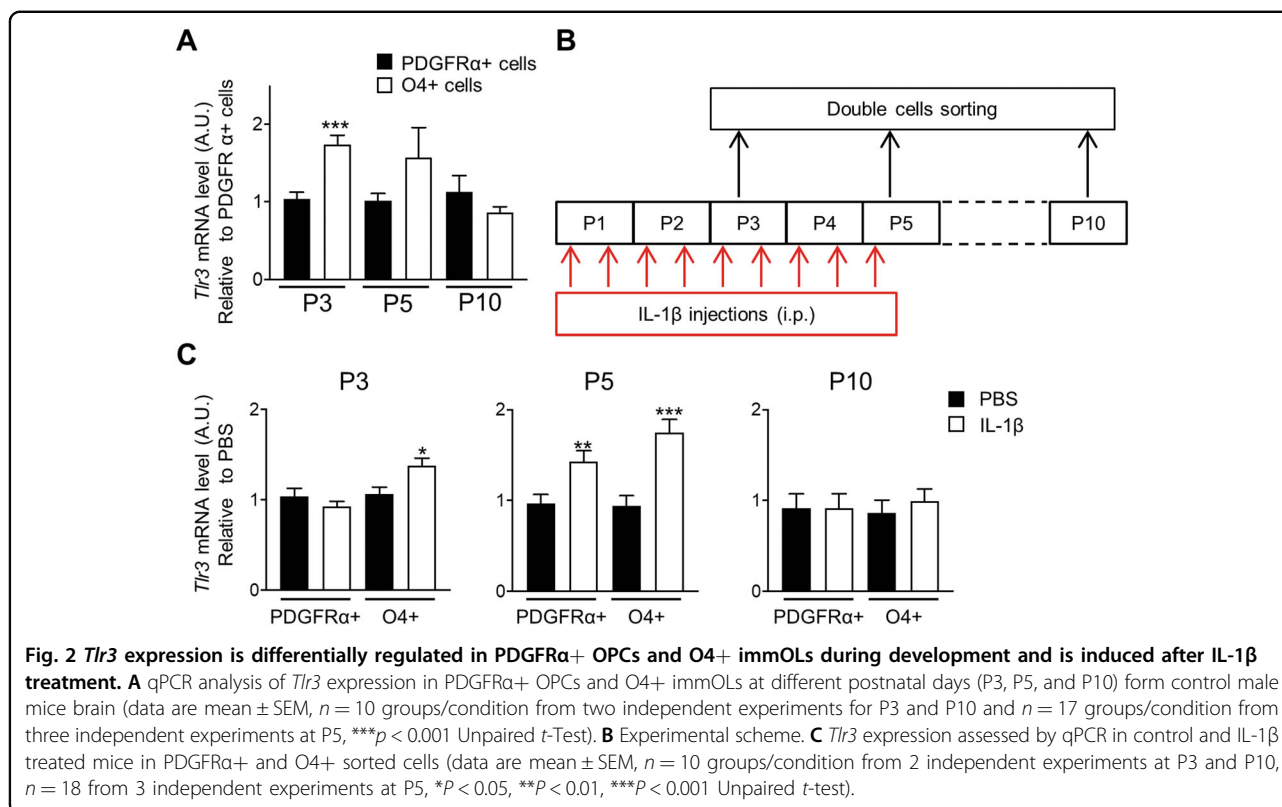 A
PDGFRα+ cells
O4+ cells
Tlr3 mRNA level (A.U.)
Relative to PDGFR α+ cells
2
1
0
***
P3
P5
P10
B
Double cells sorting
P1
P2
P3
P4
P5
P10
IL-1β injections (i.p.)
C
Tlr3 mRNA level (A.U.)
Relative to PBS
P3
2
1
0
*
PDGFRα+
O4+
P5
2
1
0
**
***
PDGFRα+
O4+
P10
2
1
0
PDGFRα+
O4+
PBS
IL-1β
Fig. 2 Tlr3 expression is differentially regulated in PDGFRα+ OPCs and O4+ immOLs during development and is induced after IL-1β
treatment. A qPCR analysis of Tlr3 expression in PDGFRα+ OPCs and O4+ immOLs at different postnatal days (P3, P5, and P10) form control male
mice brain (data are mean ± SEM, n = 10 groups/condition from two independent experiments for P3 and P10 and n = 17 groups/condition from
three independent experiments at P5, ***p < 0.001 Unpaired t-Test). B Experimental scheme. C Tlr3 expression assessed by qPCR in control and IL-1β
treated mice in PDGFRα+ and O4+ sorted cells (data are mean ± SEM, n = 10 groups/condition from 2 independent experiments at P3 and P10,
n = 18 from 3 independent experiments at P5, *P < 0.05, **P < 0.01, ***P < 0.001 Unpaired t-test).